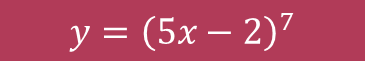 y = (5x − 2)⁷